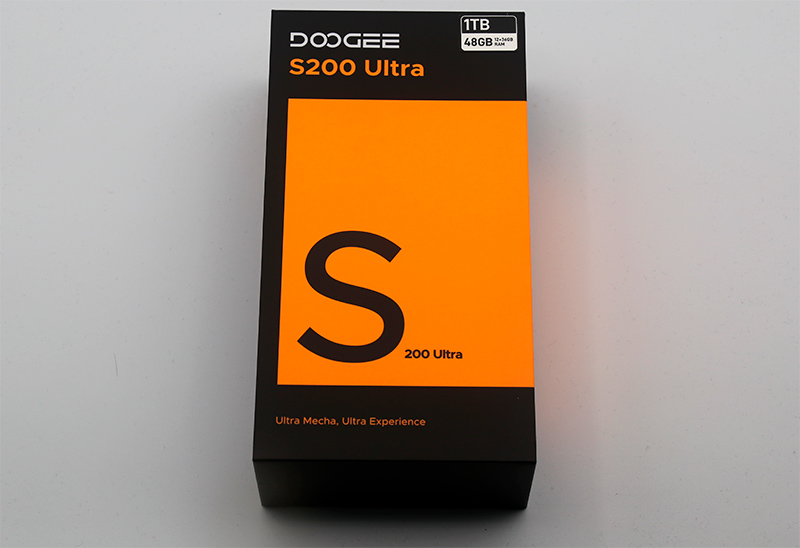 DOOGEE
S200 Ultra
1TB
48GB 12+36GB RAM
S
200 Ultra
Ultra Mecha, Ultra Experience